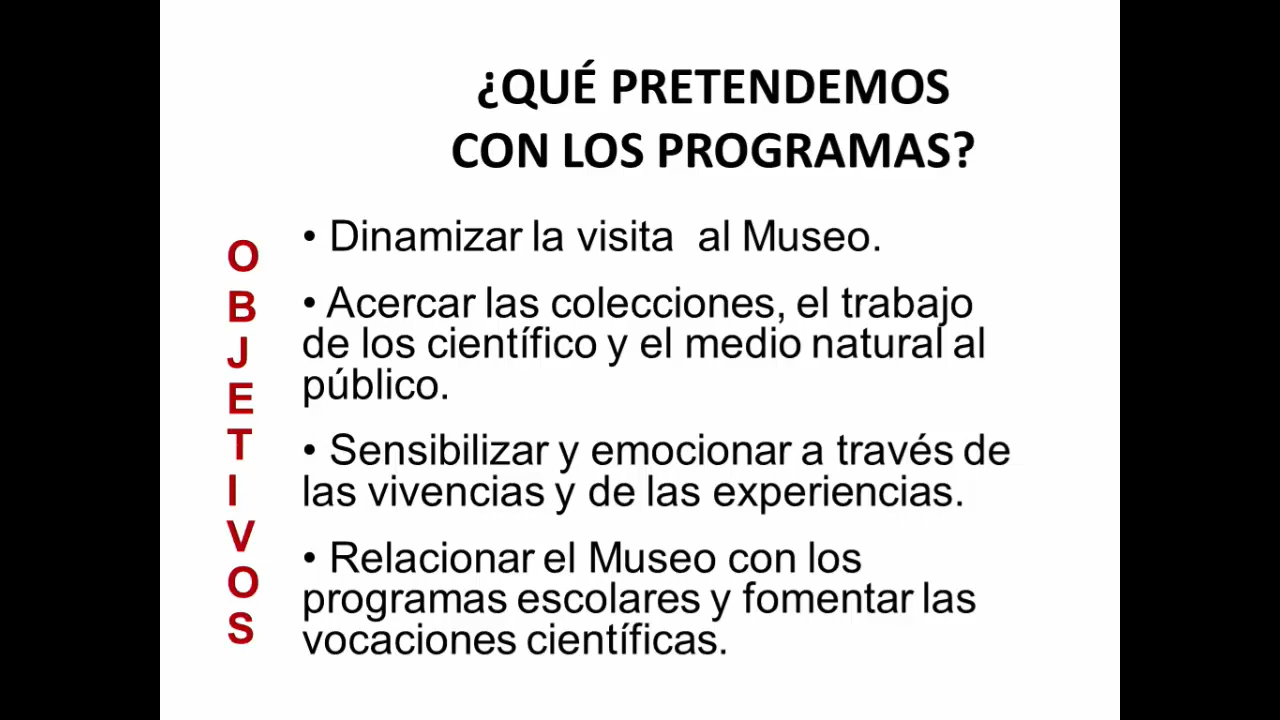 ¿QUÉ PRETENDEMOS
CON LOS PROGRAMAS?
OBJETIVOS
• Dinamizar la visita  al Museo.
• Acercar las colecciones, el trabajo
de los científico y el medio natural al
público.
• Sensibilizar y emocionar a través de
las vivencias y de las experiencias.
• Relacionar el Museo con los
programas escolares y fomentar las
vocaciones científicas.